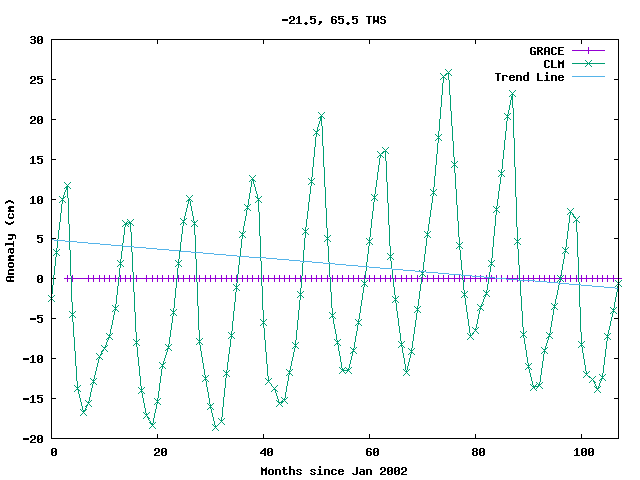 -21.5, 65.5 TWS
30
25
20
15
10
5
0
-5
-10
-15
-20
Anomaly (cm)
GRACE
CLM
Trend Line
0 20 40 60 80 100
Months since Jan 2002